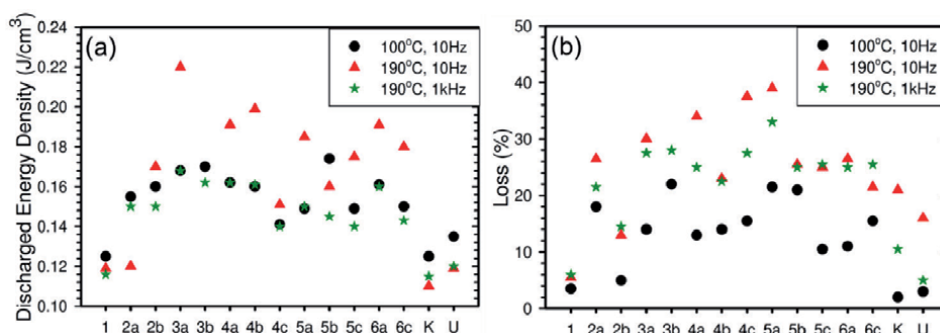 (a)
100°C, 10Hz
190°C, 10Hz
190°C, 1kHz
Discharged Energy Density (J/cm³)
0.24
0.22
0.20
0.18
0.16
0.14
0.12
0.10
1 2a 2b 3a 3b 4a 4b 4c 5a 5b 5c 6a 6c K U
(b)
100°C, 10Hz
190°C, 10Hz
190°C, 1kHz
Loss (%)
50
40
30
20
10
0
1 2a 2b 3a 3b 4a 4b 4c 5a 5b 5c 6a 6c K U